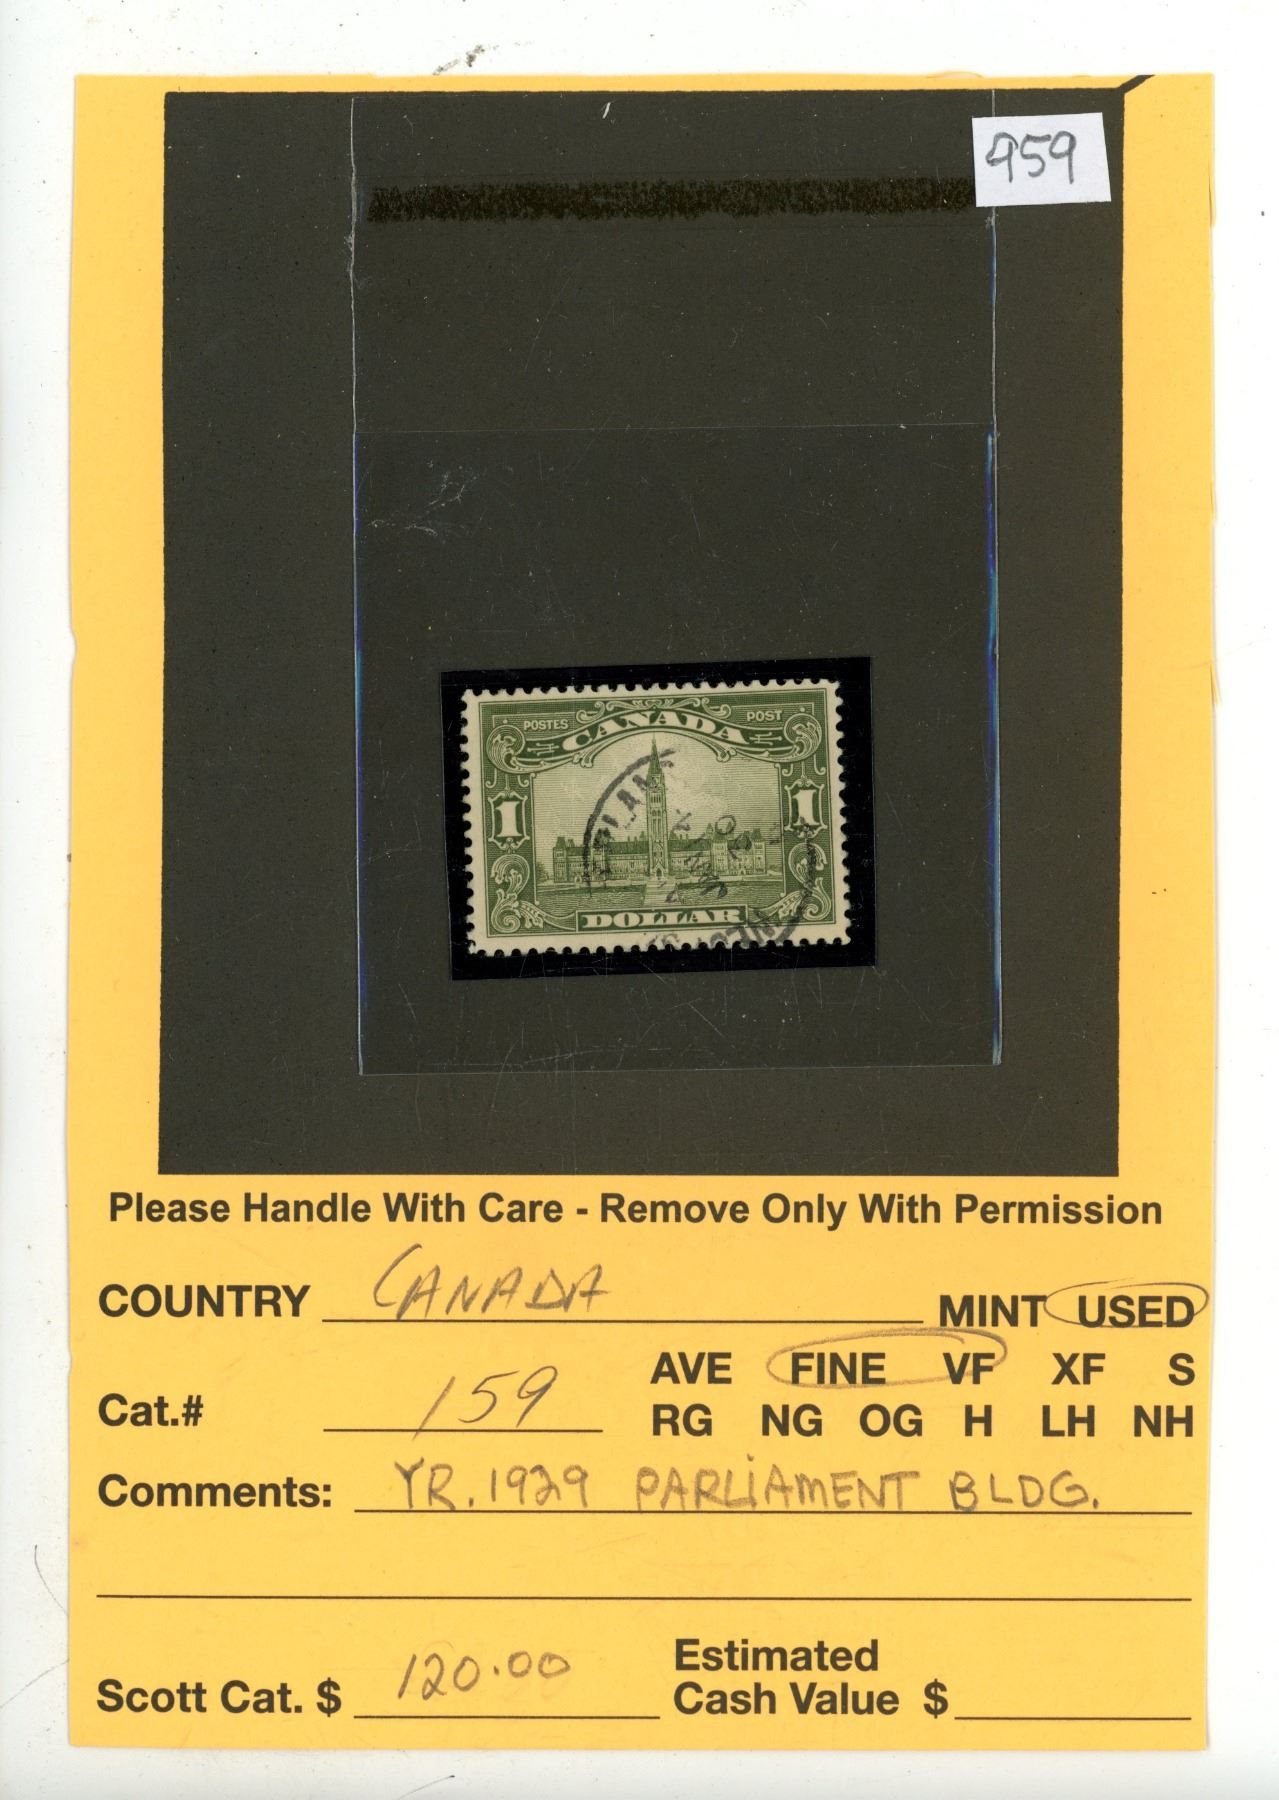 959
POSTES CANADA POST
1 1
DOLLAR
Please Handle With Care - Remove Only With Permission
COUNTRY CANADA MINT USED
AVE FINE VF XF S
Cat.# 159 RG NG OG H LH NH
Comments: YR. 1929 PARLIAMENT BLDG.
Scott Cat. $ 120.00 Estimated Cash Value $